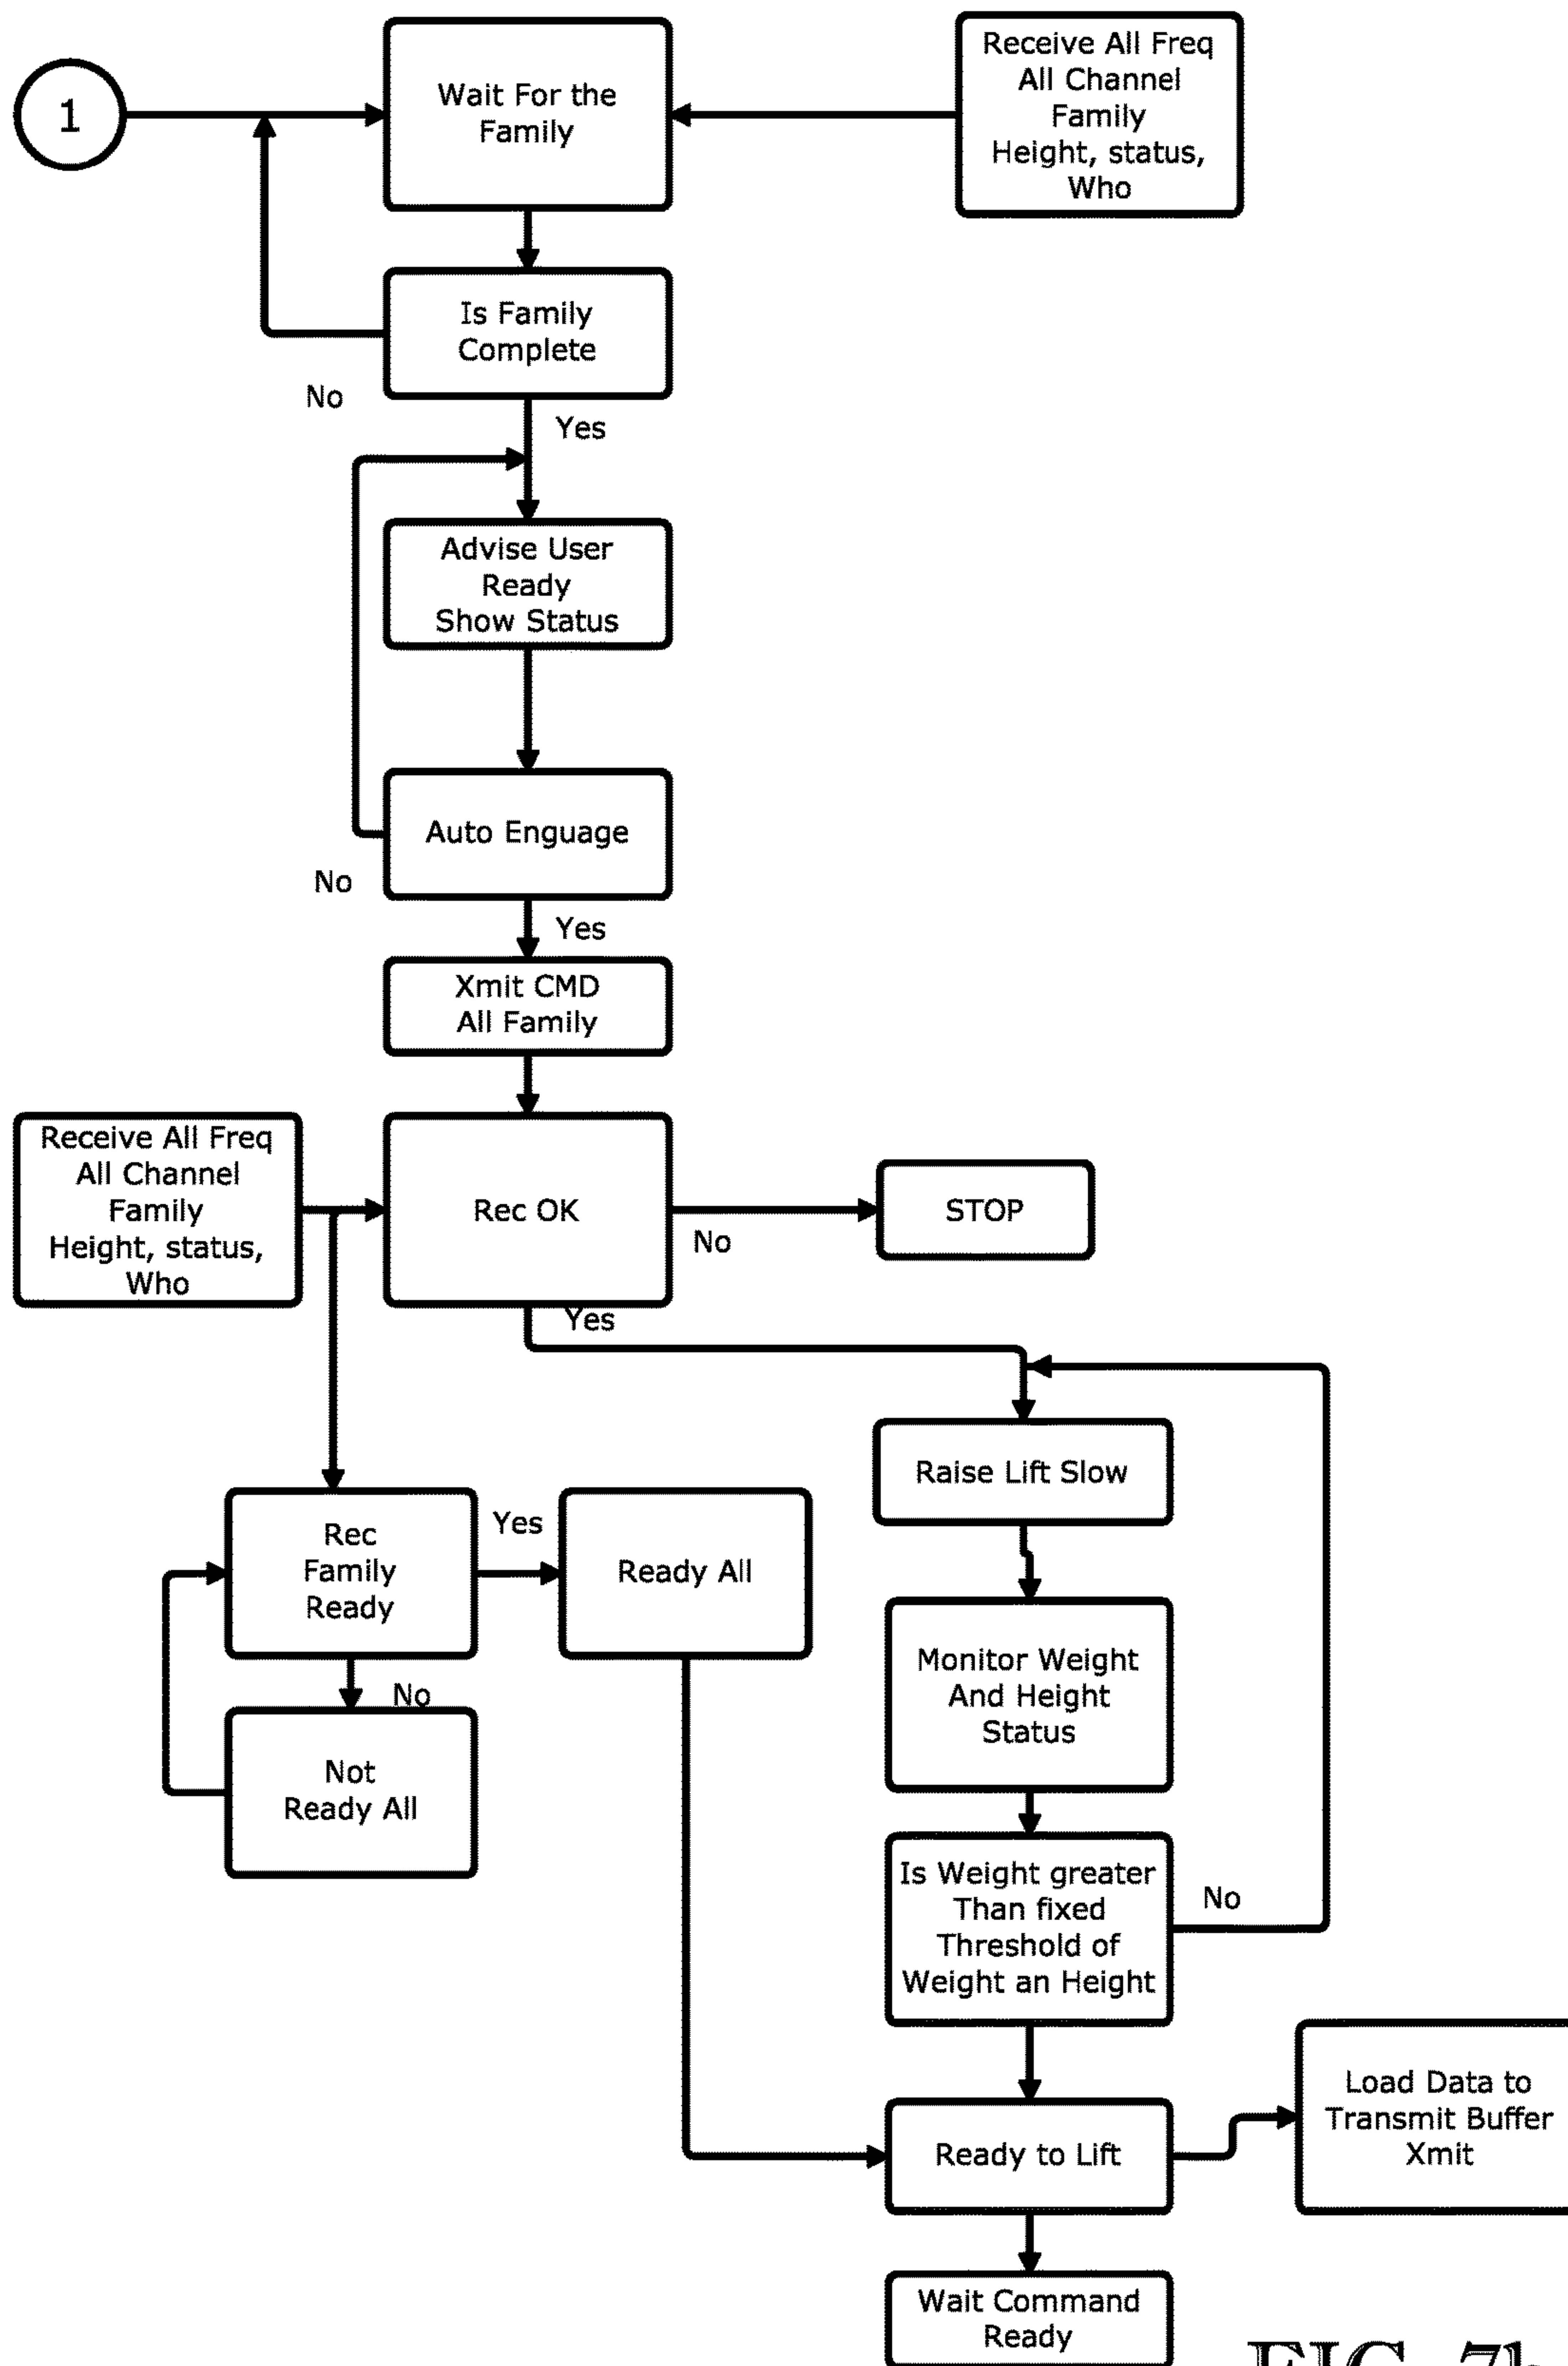 1
Wait For the
Family
Receive All Freq
All Channel
Family
Height, status,
Who
Is Family
Complete
No
Yes
Advise User
Ready
Show Status
Auto Enguage
No
Yes
Xmit CMD
All Family
Receive All Freq
All Channel
Family
Height, status,
Who
Rec OK
No
STOP
Yes
Raise Lift Slow
Rec
Family
Ready
Yes
Ready All
No
Not
Ready All
Monitor Weight
And Height
Status
Is Weight greater
Than fixed
Threshold of
Weight an Height
No
Ready to Lift
Load Data to
Transmit Buffer
Xmit
Wait Command
Ready
FIG. 7b